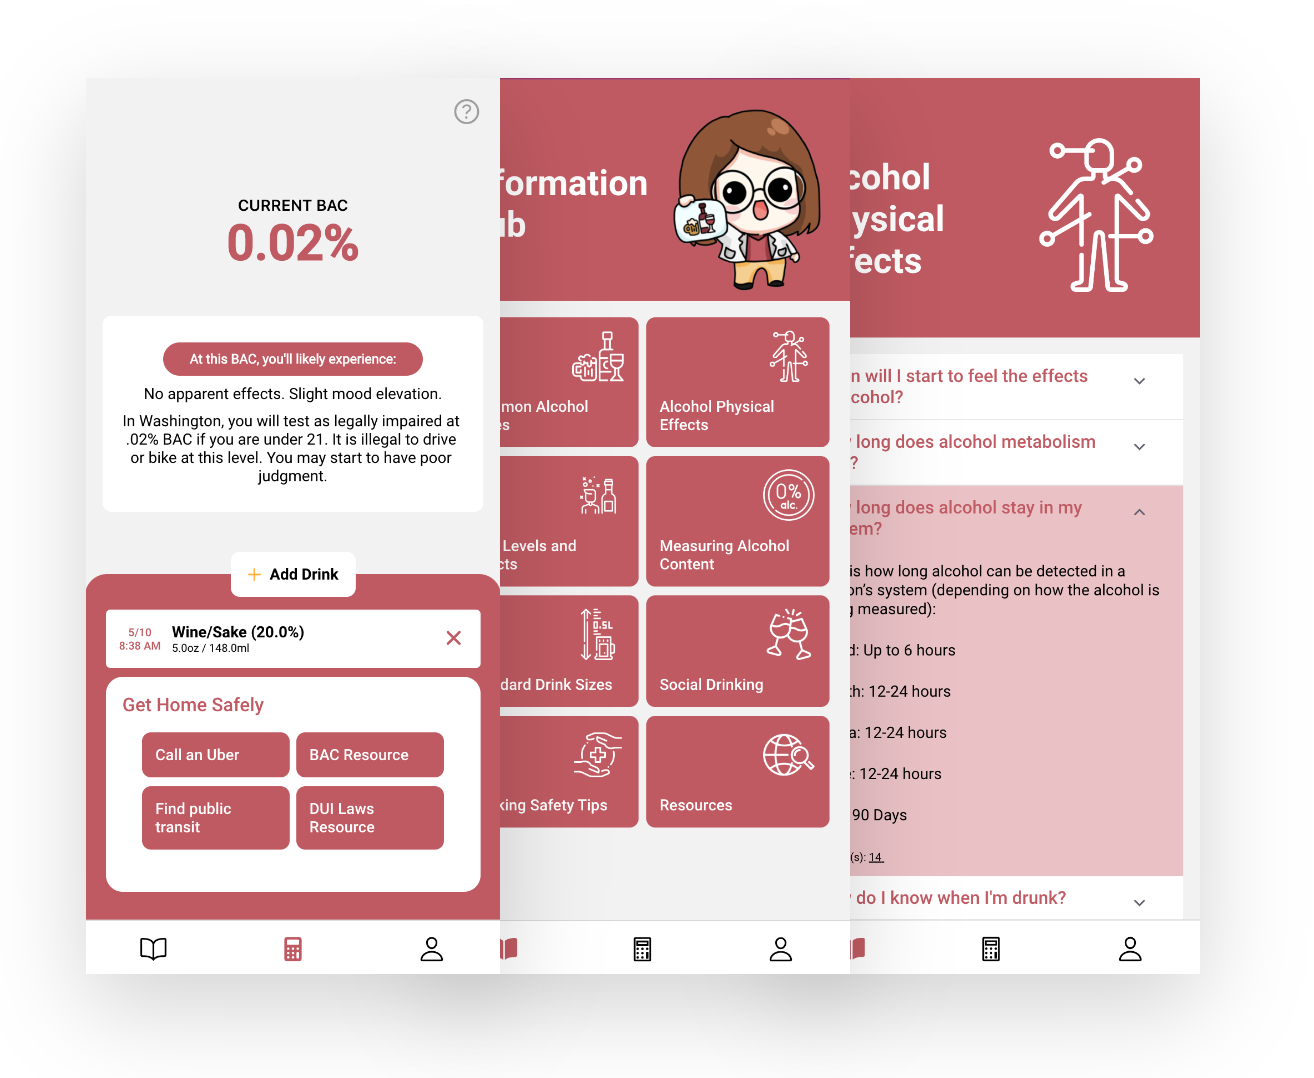 CURRENT BAC
0.02%
At this BAC, you'll likely experience:
No apparent effects. Slight mood elevation.
In Washington, you will test as legally impaired at
.02% BAC if you are under 21. It is illegal to drive
or bike at this level. You may start to have poor
judgment.
+ Add Drink
5/10
8:38 AM
Wine/Sake (20.0%)
5.0oz / 148.0ml
Get Home Safely
Call an Uber
BAC Resource
Find public
transit
DUI Laws
Resource
formation
ub
mon Alcohol
es
Alcohol Physical
Effects
Levels and
cts
0%
alc.
Measuring Alcohol
Content
0.5L
dard Drink Sizes
Social Drinking
king Safety Tips
Resources
cohol
ysical
fects
n will I start to feel the effects
cohol?
long does alcohol metabolism
?
long does alcohol stay in my
em?
is how long alcohol can be detected in a
on's system (depending on how the alcohol is
g measured):
d: Up to 6 hours
th: 12-24 hours
a: 12-24 hours
e: 12-24 hours
90 Days
(s): 14.
do I know when I'm drunk?